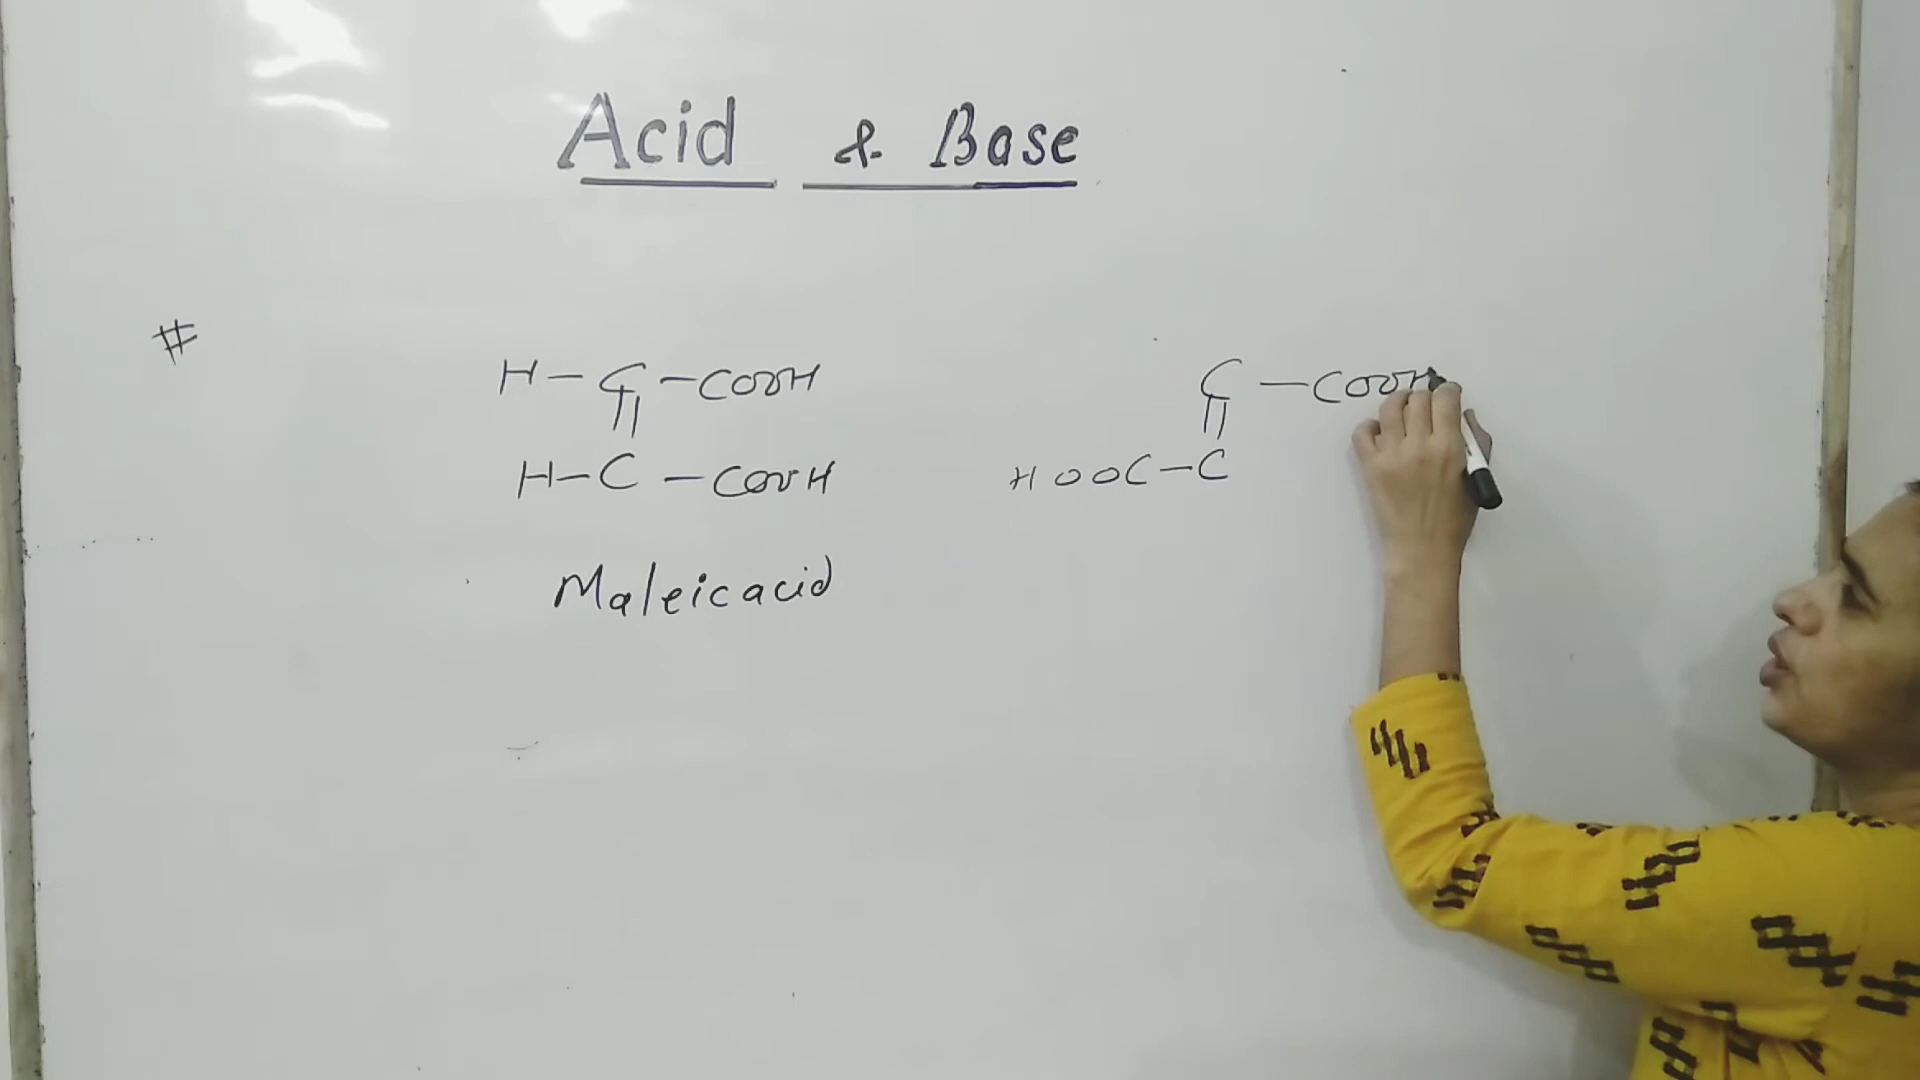 Acid & Base
#
H-C-COOH C-COOH
||
||
H-C-COOH HOOC-C
Maleic acid